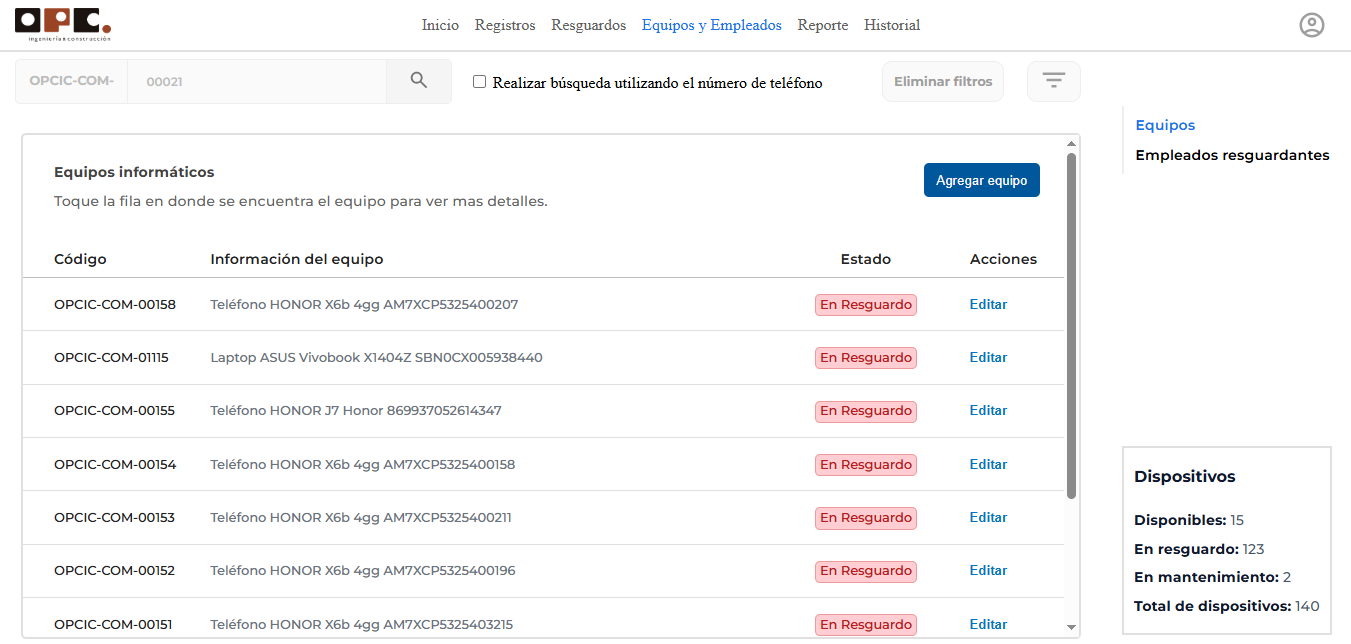 OPC.
ingeniería & construcción
Inicio Registros Resguardos Equipos y Empleados Reporte Historial
OPCIC-COM- 00021
Realizar búsqueda utilizando el número de teléfono
Eliminar filtros
Equipos
Empleados resguardantes
Equipos informáticos
Toque la fila en donde se encuentra el equipo para ver mas detalles.
Agregar equipo
Código Información del equipo Estado Acciones
OPCIC-COM-00158 Teléfono HONOR X6b 4gg AM7XCP5325400207 En Resguardo Editar
OPCIC-COM-01115 Laptop ASUS Vivobook X1404Z SBN0CX005938440 En Resguardo Editar
OPCIC-COM-00155 Teléfono HONOR J7 Honor 869937052614347 En Resguardo Editar
OPCIC-COM-00154 Teléfono HONOR X6b 4gg AM7XCP5325400158 En Resguardo Editar
OPCIC-COM-00153 Teléfono HONOR X6b 4gg AM7XCP5325400211 En Resguardo Editar
OPCIC-COM-00152 Teléfono HONOR X6b 4gg AM7XCP5325400196 En Resguardo Editar
OPCIC-COM-00151 Teléfono HONOR X6b 4gg AM7XCP5325403215 En Resguardo Editar
Dispositivos
Disponibles: 15
En resguardo: 123
En mantenimiento: 2
Total de dispositivos: 140